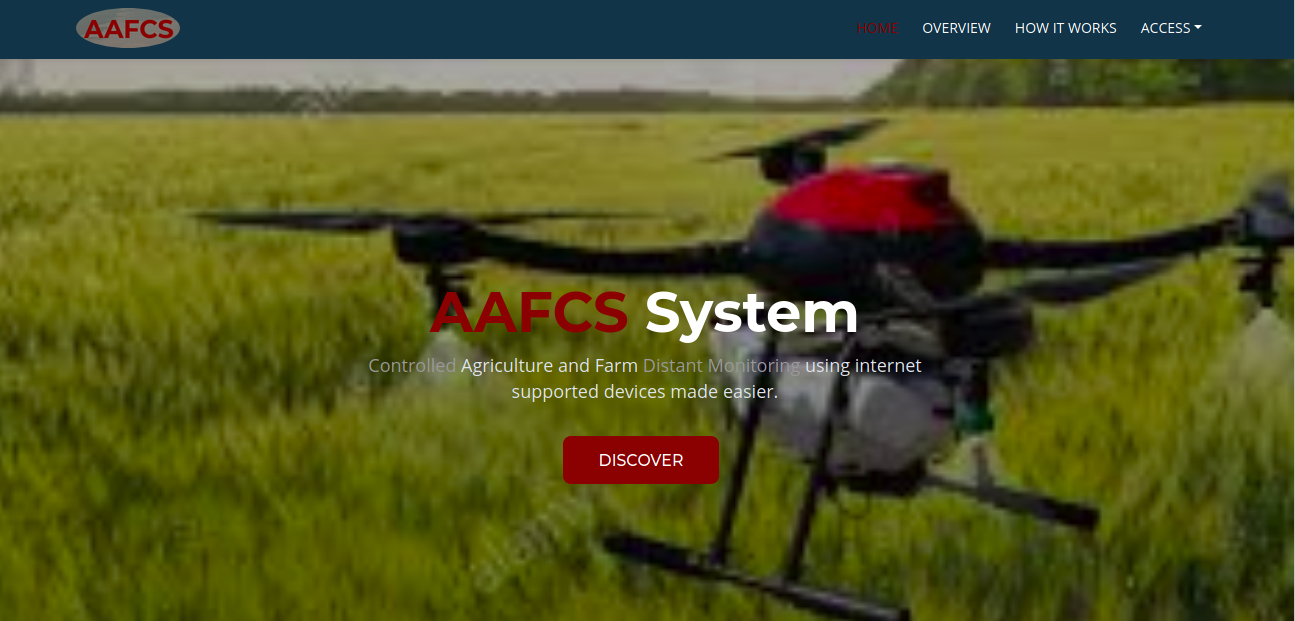 AAFCS
HOME
OVERVIEW
HOW IT WORKS
ACCESS
AAFCS System
Controlled Agriculture and Farm Distant Monitoring using internet
supported devices made easier.
DISCOVER